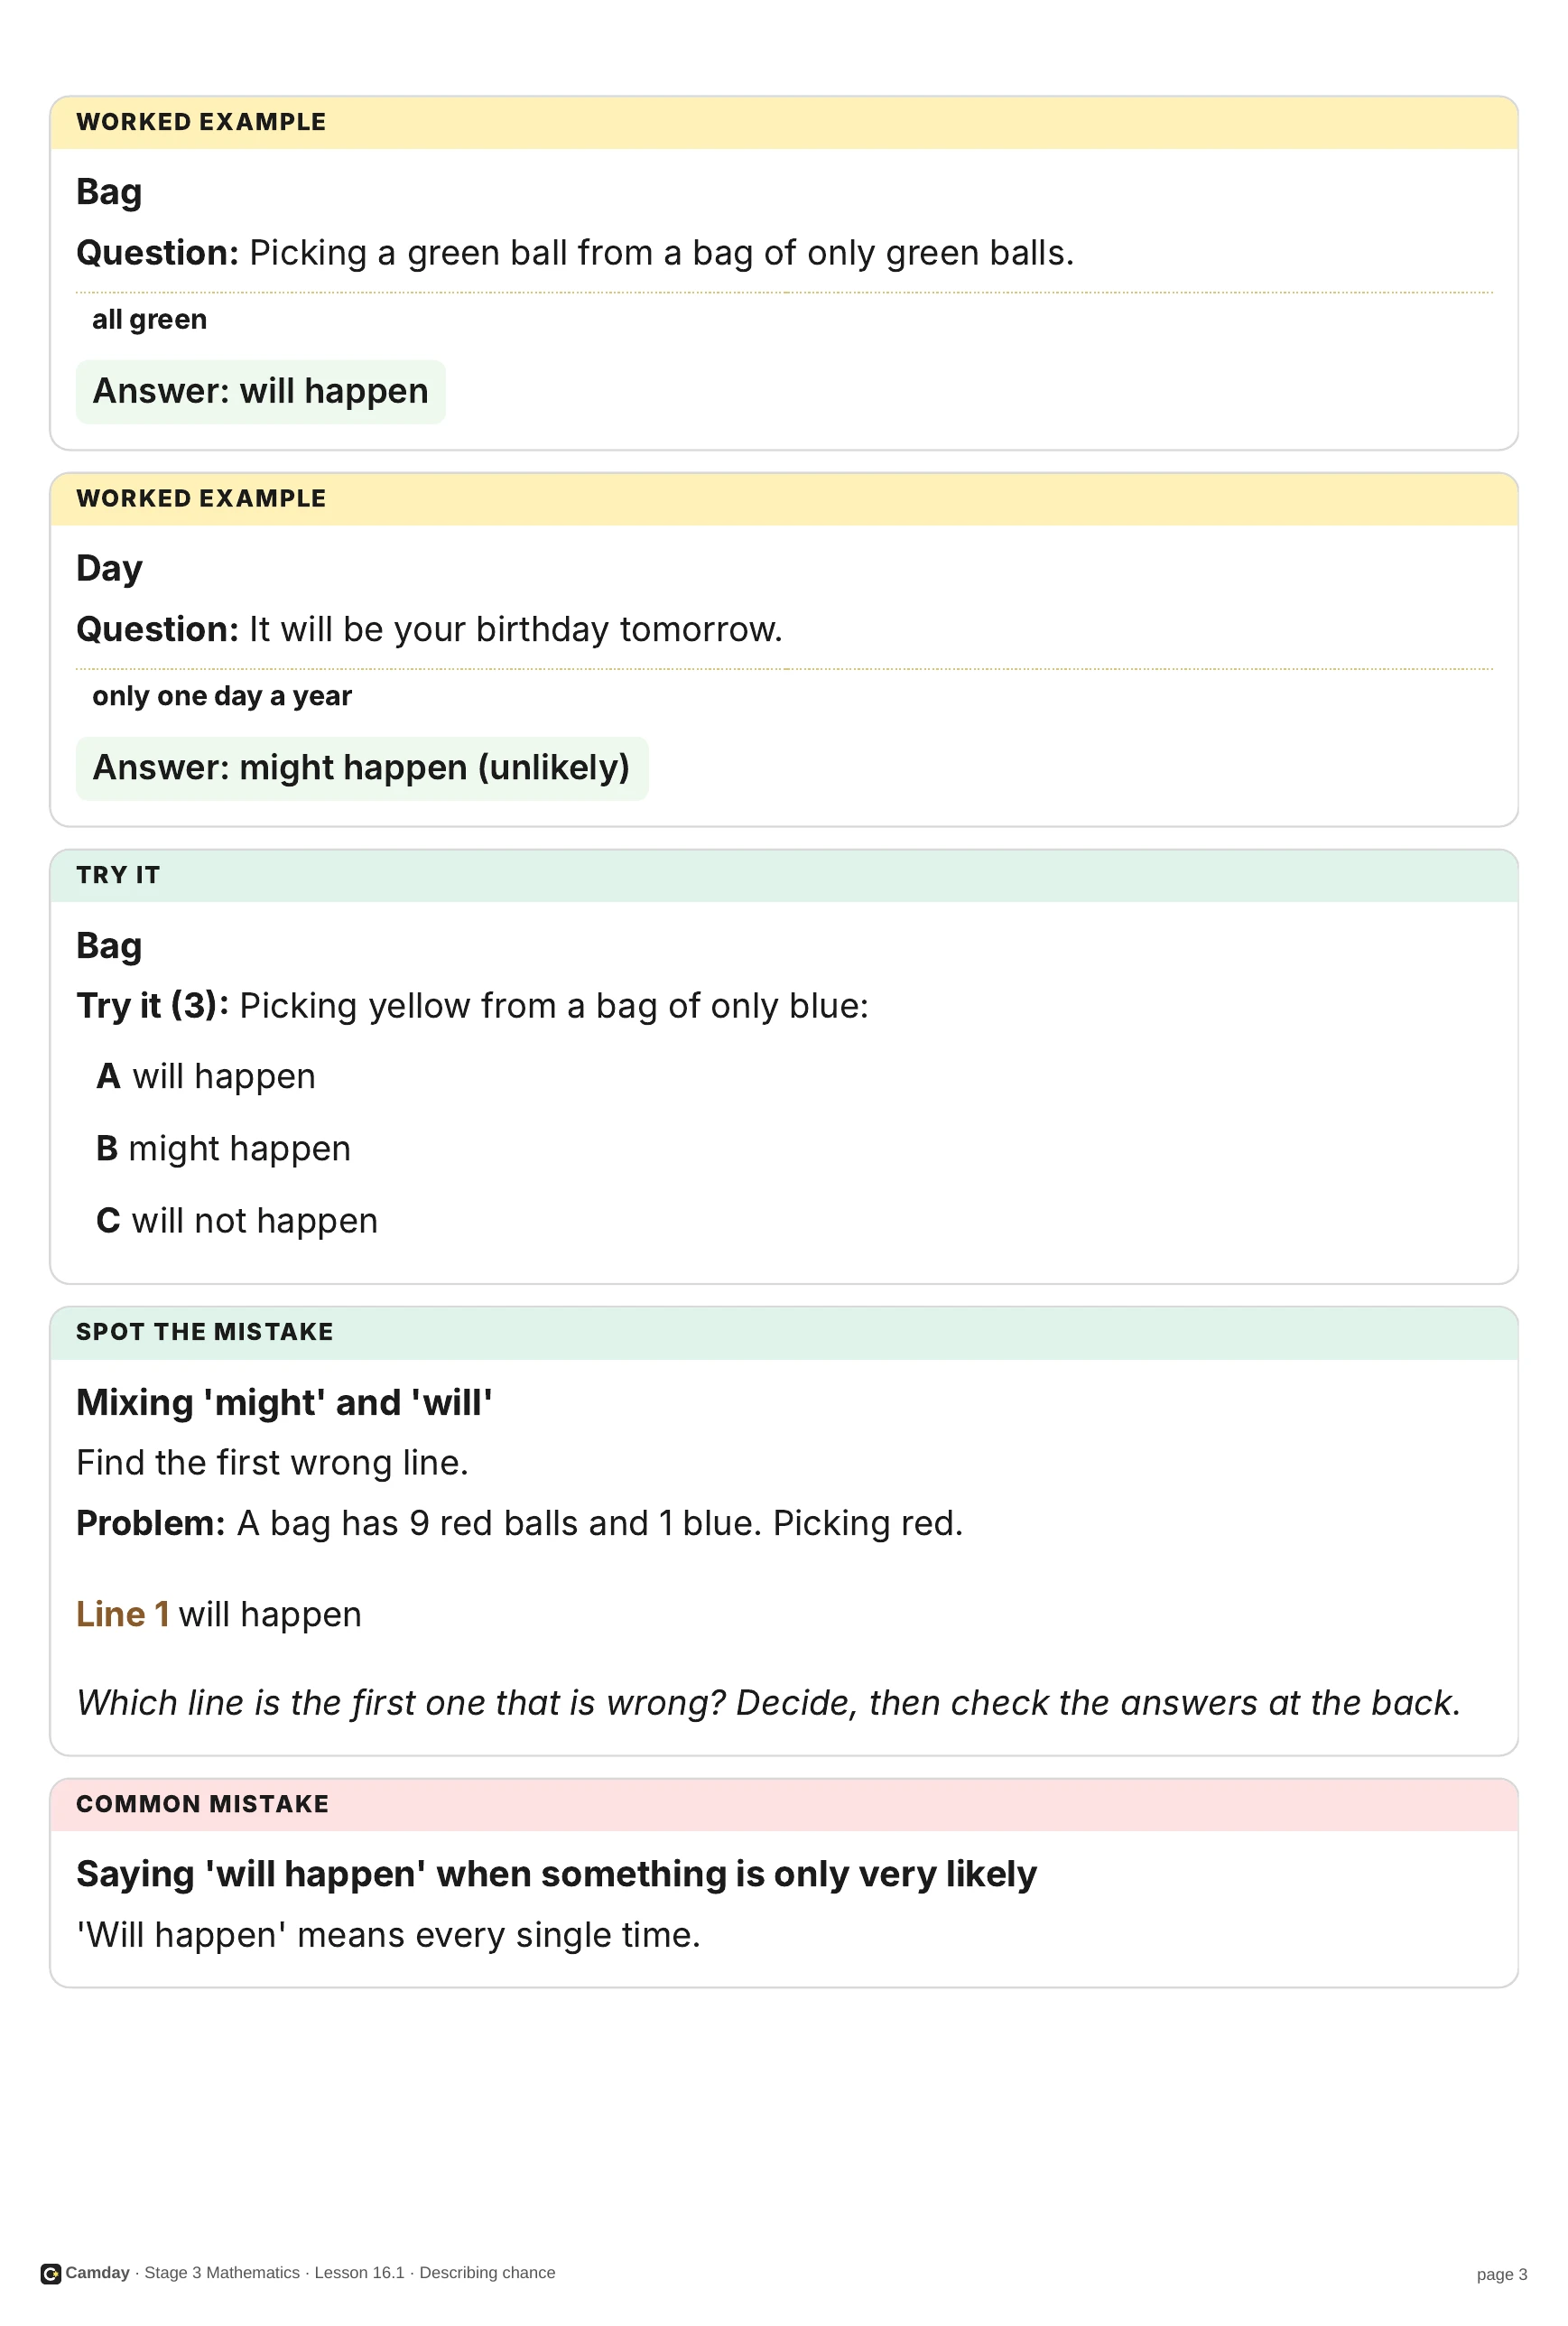 WORKED EXAMPLE
Bag
Question: Picking a green ball from a bag of only green balls.
all green
Answer: will happen
WORKED EXAMPLE
Day
Question: It will be your birthday tomorrow.
only one day a year
Answer: might happen (unlikely)
TRY IT
Bag
Try it (3): Picking yellow from a bag of only blue:
A will happen
B might happen
C will not happen
SPOT THE MISTAKE
Mixing 'might' and 'will'
Find the first wrong line.
Problem: A bag has 9 red balls and 1 blue. Picking red.
Line 1 will happen
Which line is the first one that is wrong? Decide, then check the answers at the back.
COMMON MISTAKE
Saying 'will happen' when something is only very likely
'Will happen' means every single time.
Camday · Stage 3 Mathematics · Lesson 16.1 · Describing chance
page 3